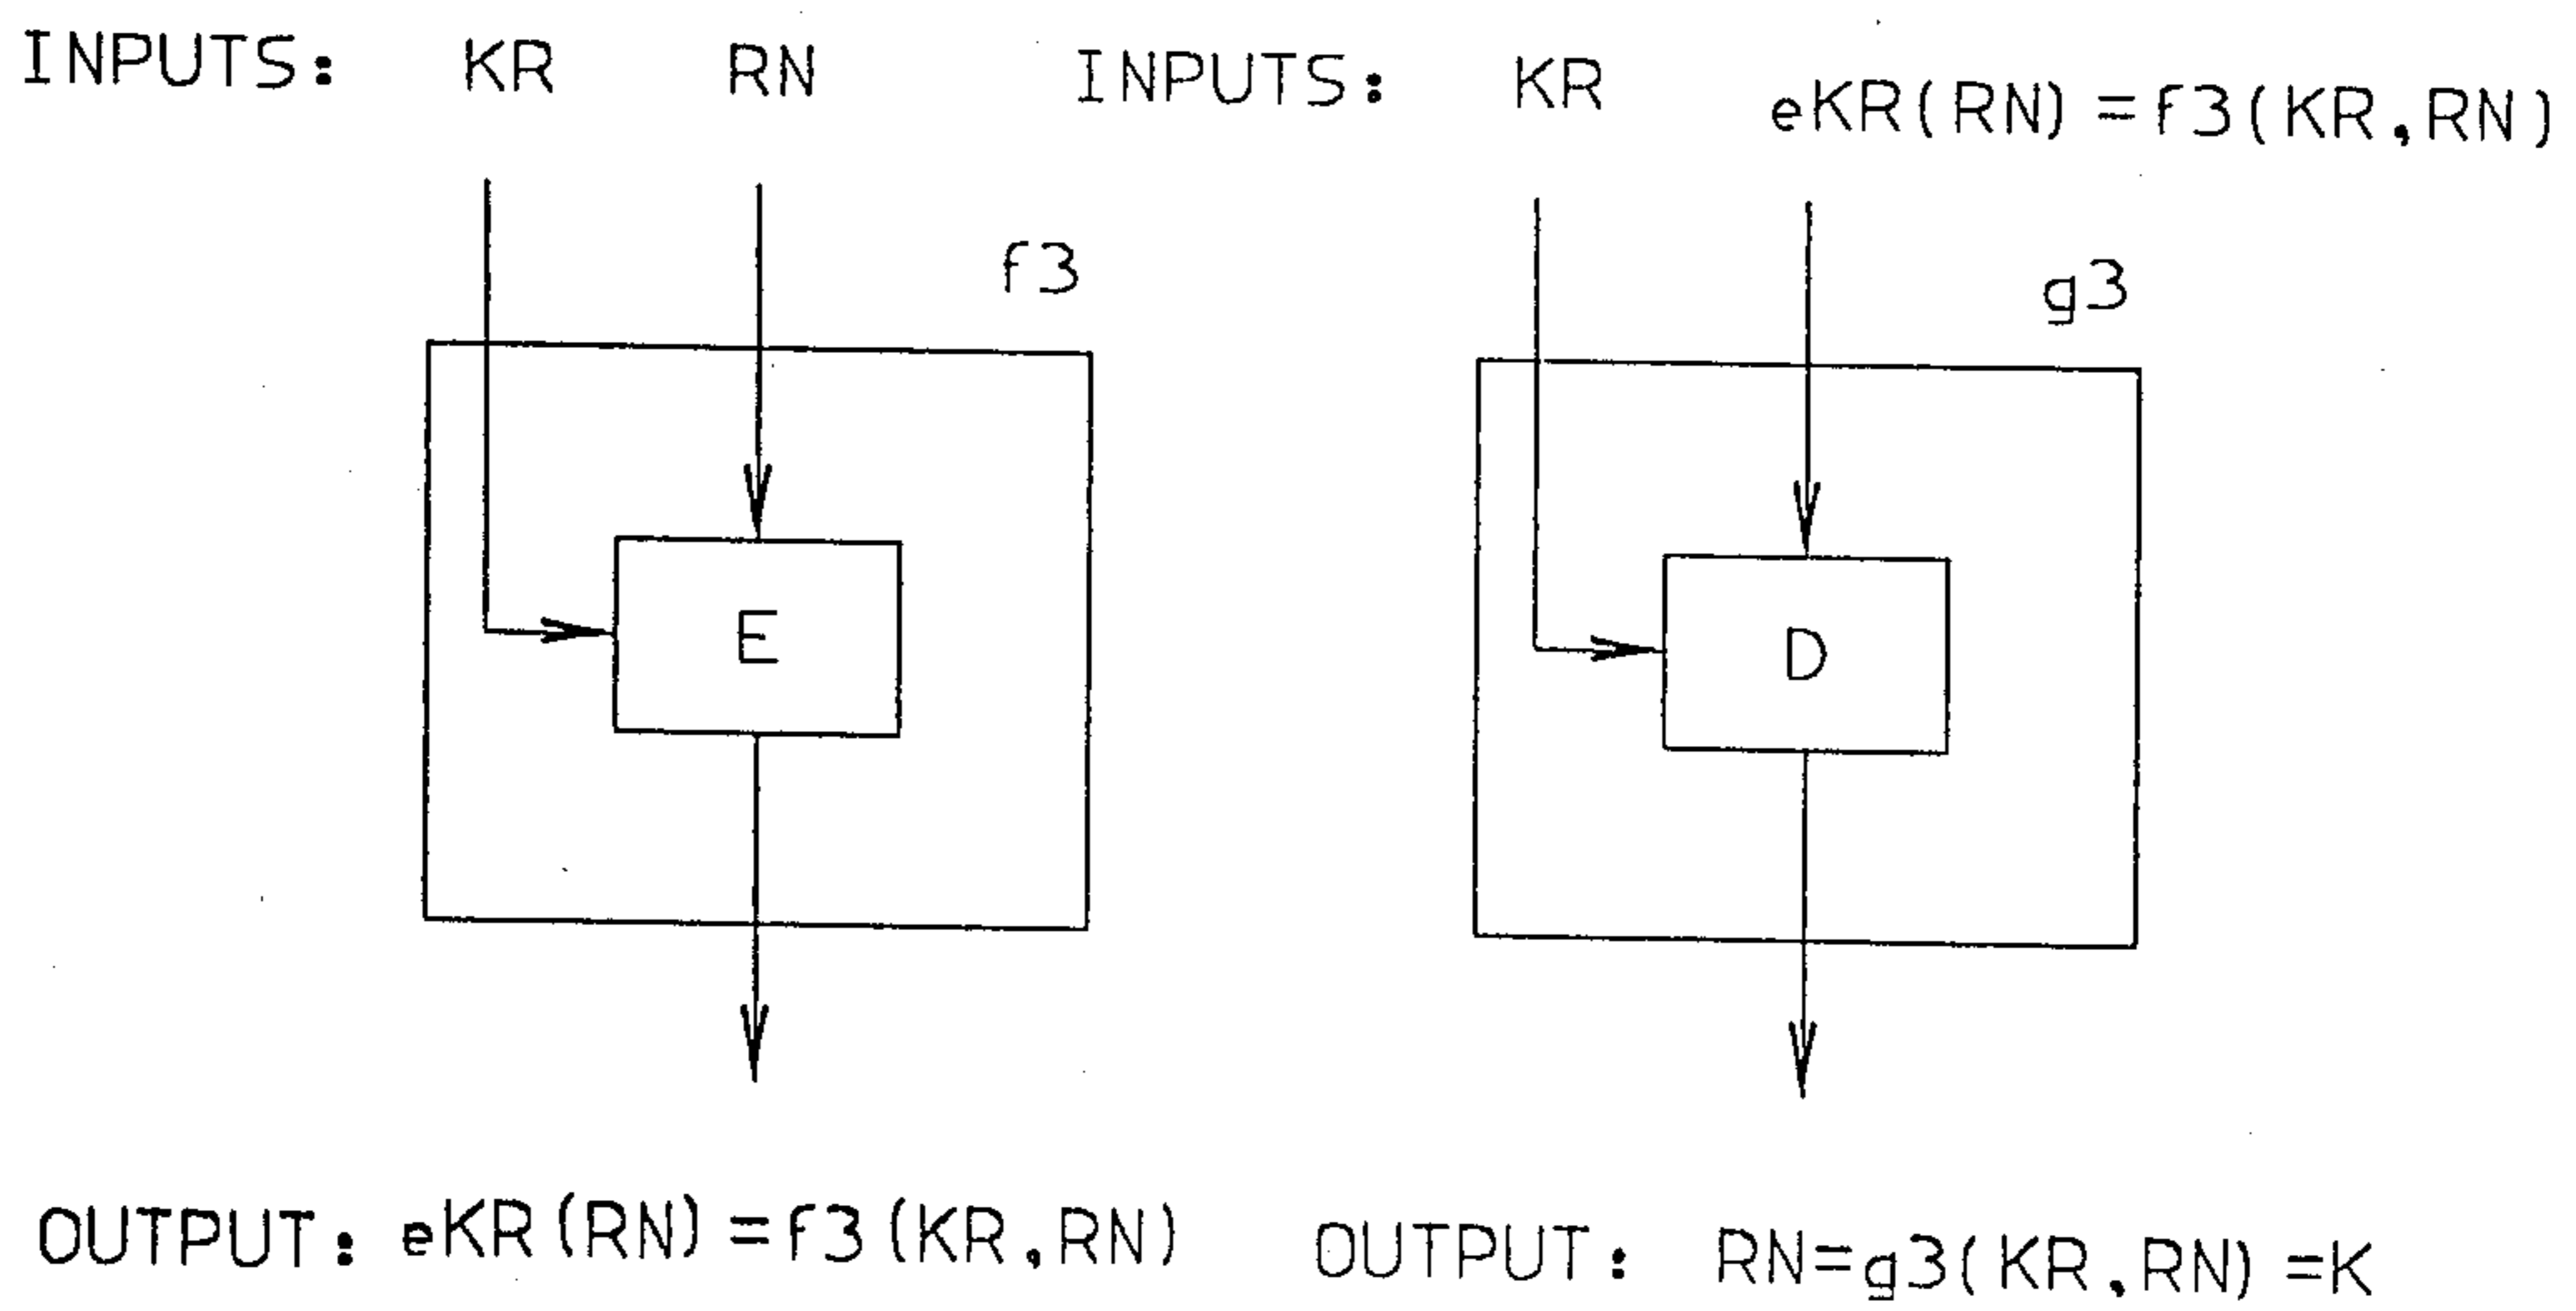 INPUTS: KR RN
f3
E
OUTPUT: eKR(RN)=f3(KR,RN)
INPUTS: KR eKR(RN)=f3(KR,RN)
g3
D
OUTPUT: RN=g3(KR,RN)=K